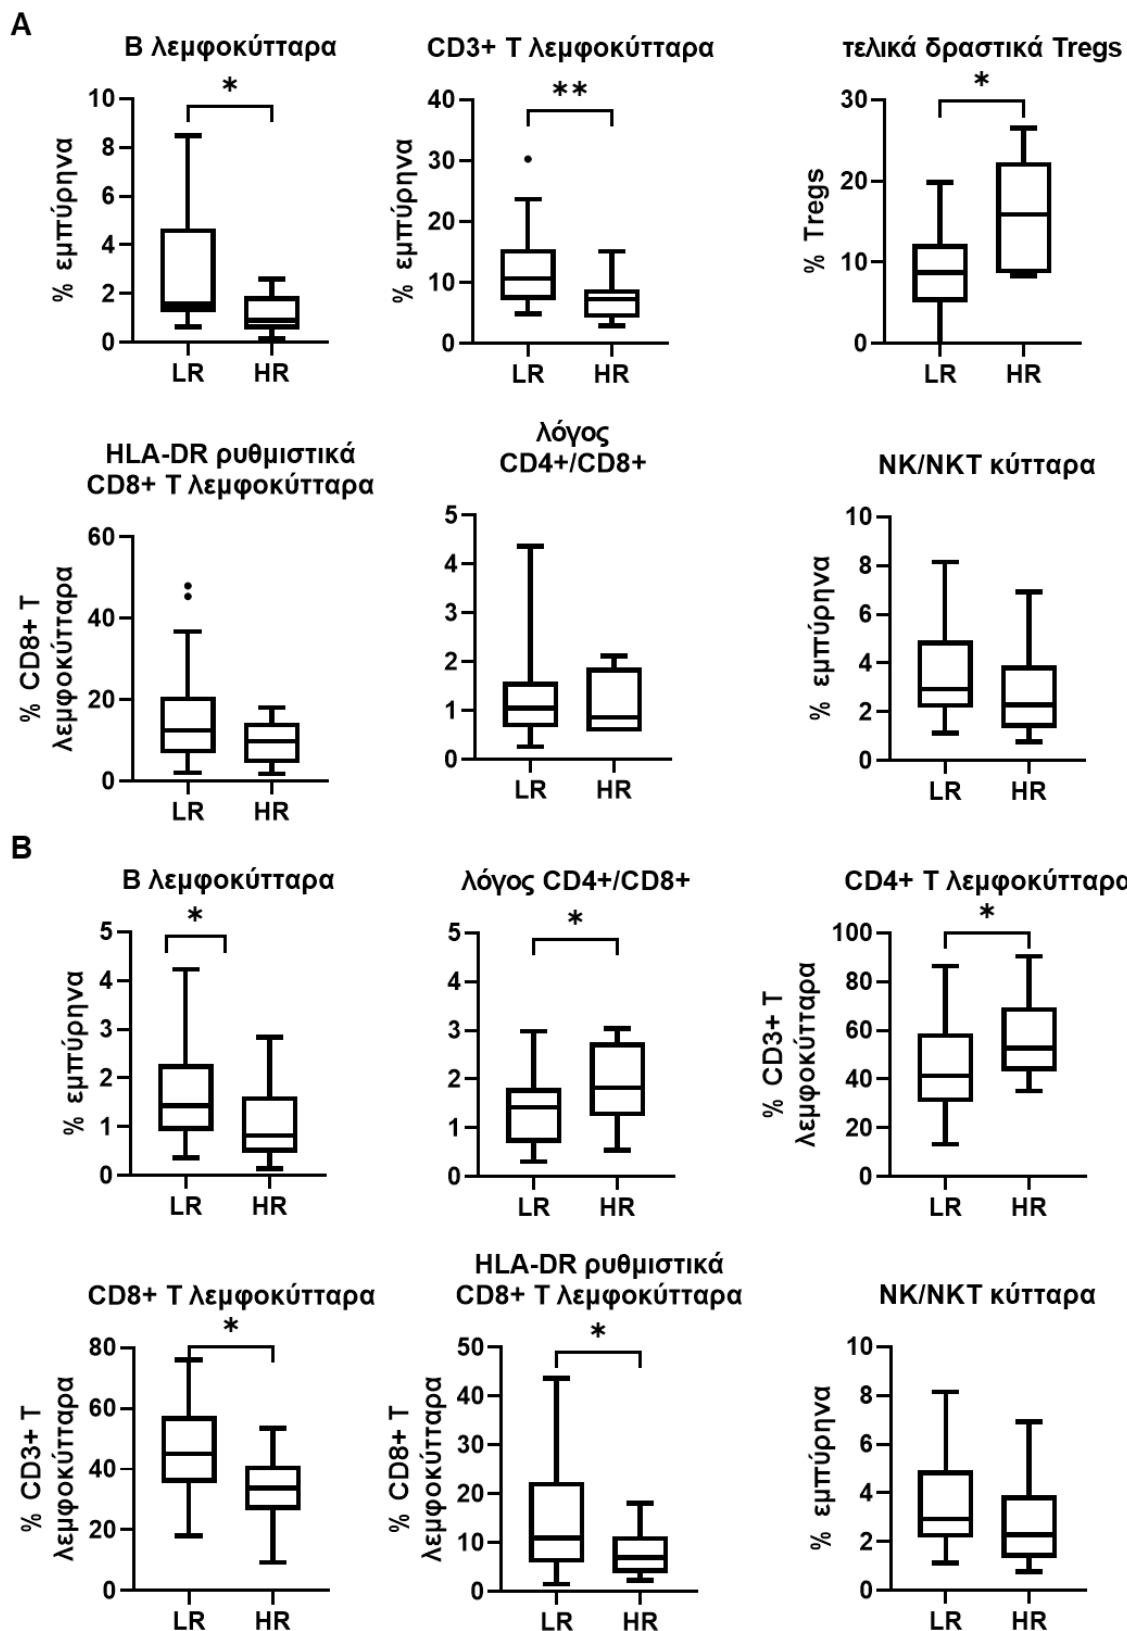 A
Β λεμφοκύτταρα
*
% εμπύρηνα
10
8
6
4
2
0
LR HR
CD3+ Τ λεμφοκύτταρα
**
% εμπύρηνα
40
30
20
10
0
LR HR
τελικά δραστικά Tregs
*
% Tregs
30
20
10
0
LR HR
HLA-DR ρυθμιστικά
CD8+ Τ λεμφοκύτταρα
% CD8+ Τ
λεμφοκύτταρα
60
40
20
0
LR HR
λόγος
CD4+/CD8+
5
4
3
2
1
0
LR HR
NK/NKT κύτταρα
% εμπύρηνα
10
8
6
4
2
0
LR HR
B
Β λεμφοκύτταρα
*
% εμπύρηνα
5
4
3
2
1
0
LR HR
λόγος CD4+/CD8+
*
5
4
3
2
1
0
LR HR
CD4+ Τ λεμφοκύτταρα
*
% CD3+ Τ
λεμφοκύτταρα
100
80
60
40
20
0
LR HR
CD8+ Τ λεμφοκύτταρα
*
% CD3+ Τ
λεμφοκύτταρα
80
60
40
20
0
LR HR
HLA-DR ρυθμιστικά
CD8+ Τ λεμφοκύτταρα
*
% CD8+ Τ
λεμφοκύτταρα
50
40
30
20
10
0
LR HR
NK/NKT κύτταρα
% εμπύρηνα
10
8
6
4
2
0
LR HR